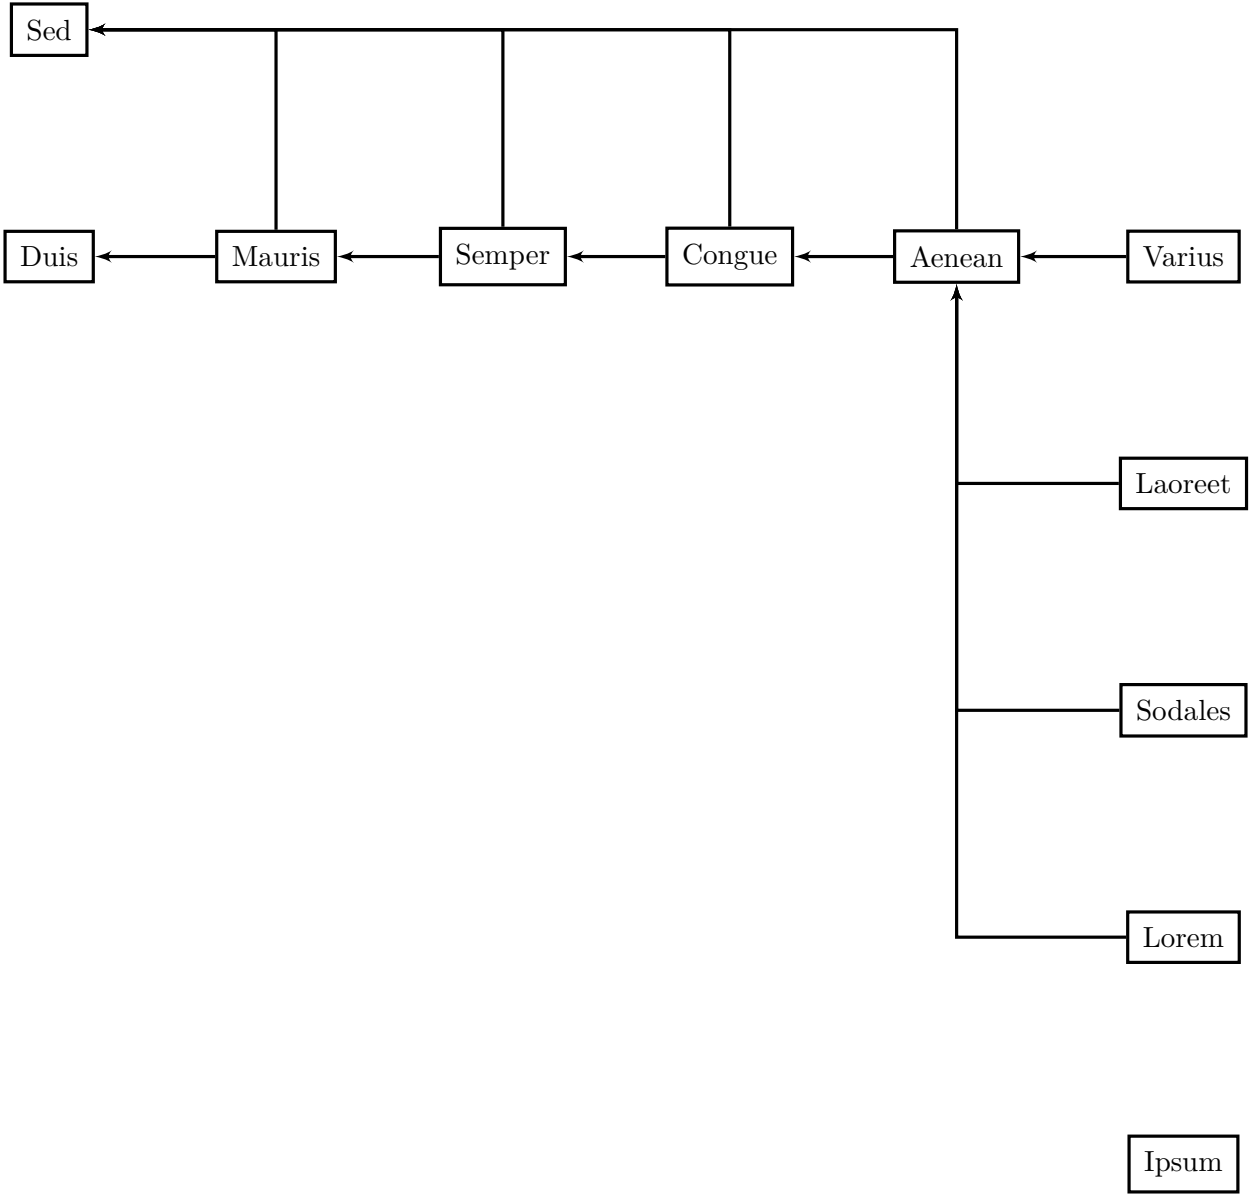 Sed
Duis
Mauris
Semper
Congue
Aenean
Varius
Laoreet
Sodales
Lorem
Ipsum